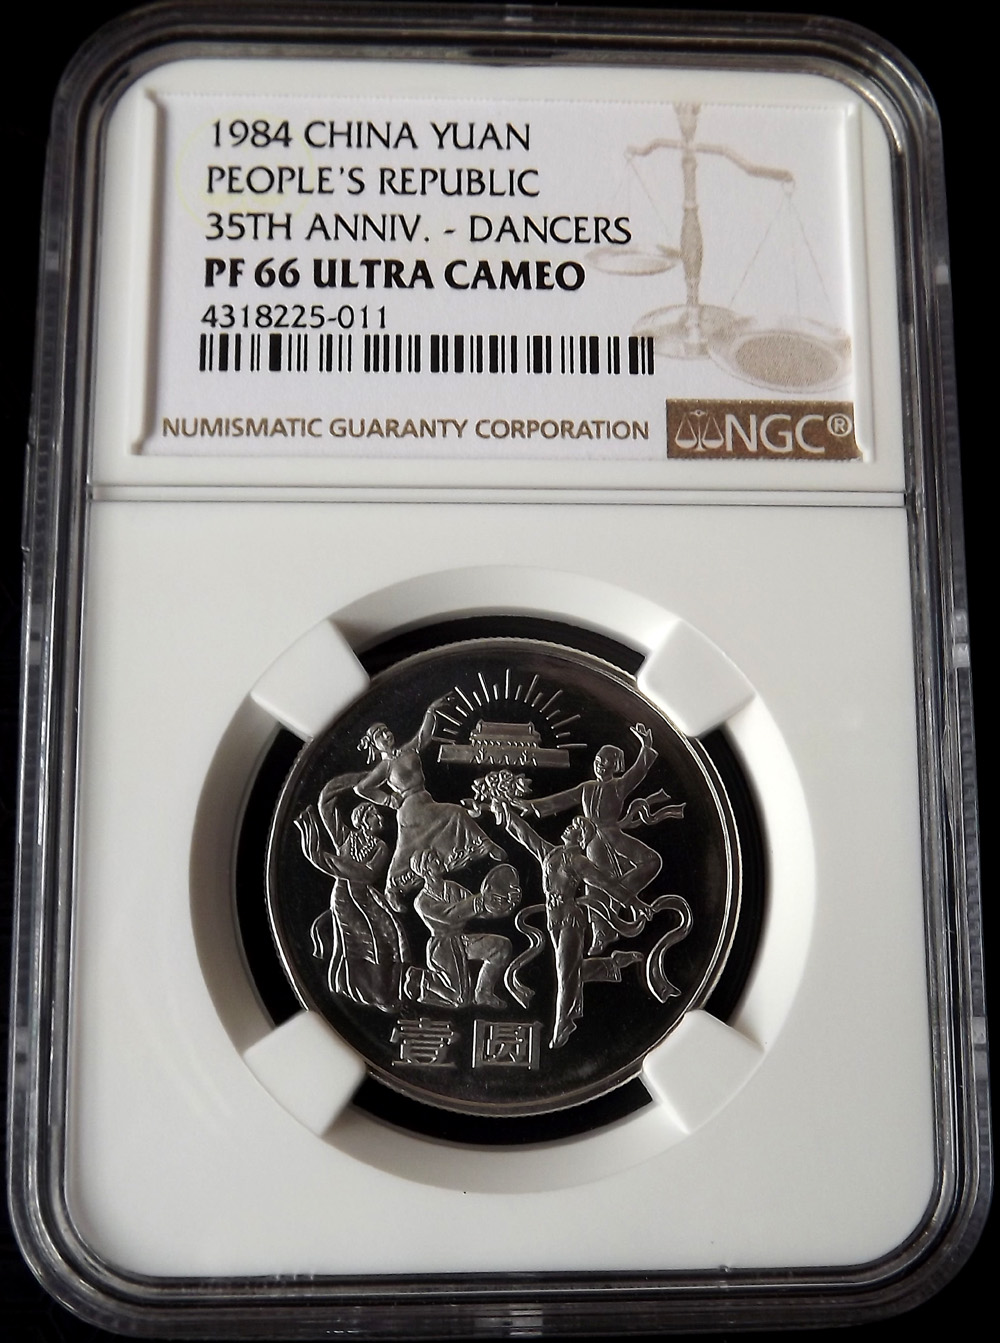 1984 CHINA YUAN
PEOPLE'S REPUBLIC
35TH ANNIV. - DANCERS
PF 66 ULTRA CAMEO
4318225-011
NUMISMATIC GUARANTY CORPORATION
NGC®
壹圆